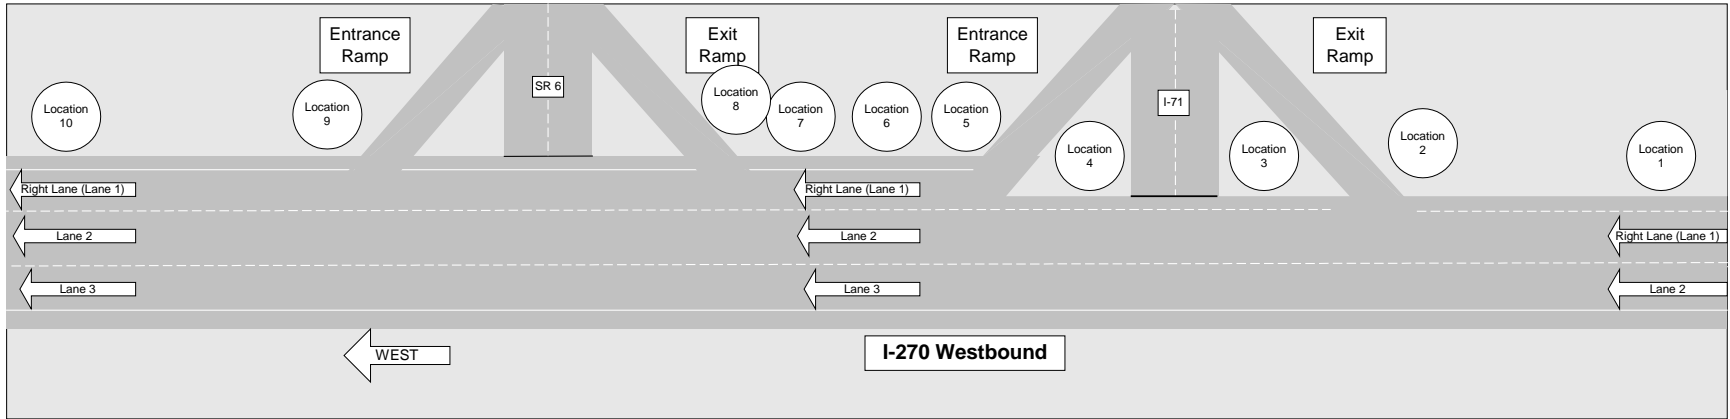 Entrance
Ramp
Exit
Ramp
Entrance
Ramp
Exit
Ramp
SR 6
I-71
Location
10
Location
9
Location
8
Location
7
Location
6
Location
5
Location
4
Location
3
Location
2
Location
1
Right Lane (Lane 1)
Right Lane (Lane 1)
Lane 2
Lane 2
Right Lane (Lane 1)
Lane 3
Lane 3
Lane 2
WEST
I-270 Westbound